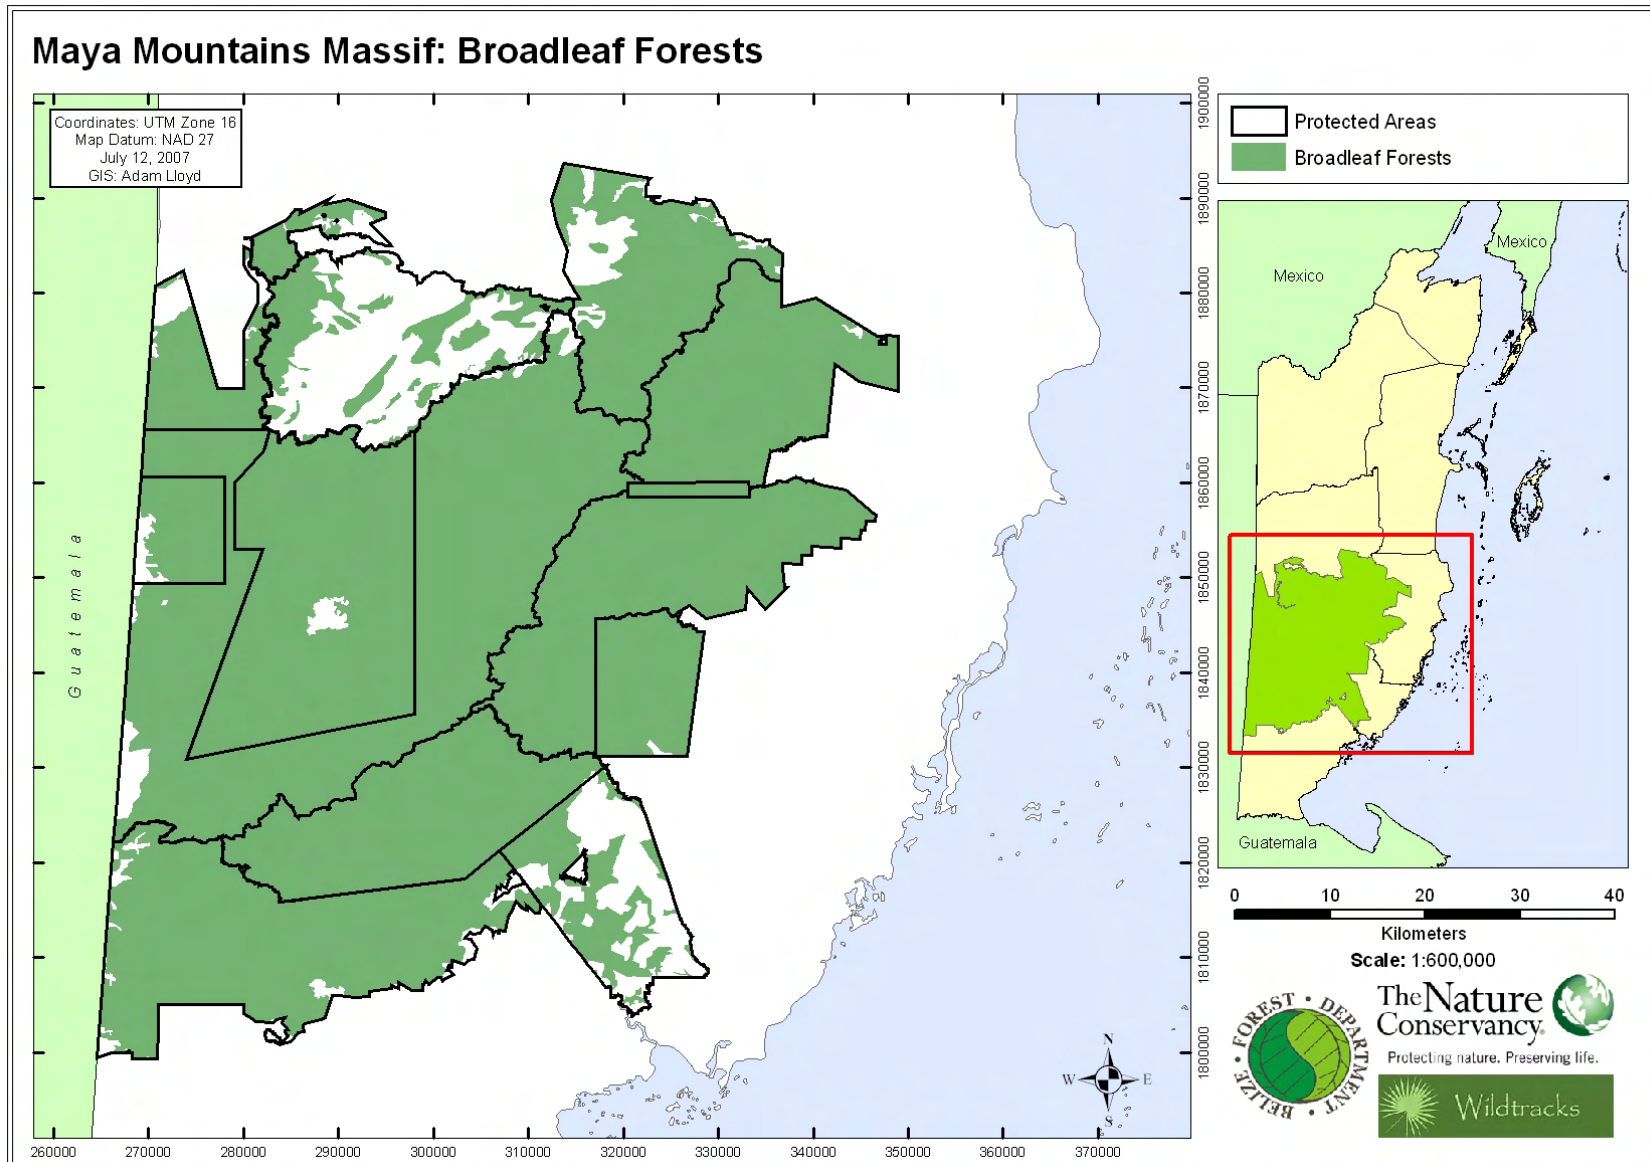 Maya Mountains Massif: Broadleaf Forests
Coordinates: UTM Zone 16
Map Datum: NAD 27
July 12, 2007
GIS: Adam Lloyd
Guatemala
N
W
E
S
260000
270000
280000
290000
300000
310000
320000
330000
340000
350000
360000
370000
1900000
1890000
1880000
1870000
1860000
1850000
1840000
1830000
1820000
1810000
1800000
Protected Areas
Broadleaf Forests
Mexico
Mexico
Guatemala
0 10 20 30 40
Kilometers
Scale: 1:600,000
BELIZE • FOREST • DEPARTMENT •
The Nature
Conservancy®
Protecting nature. Preserving life.
Wildtracks